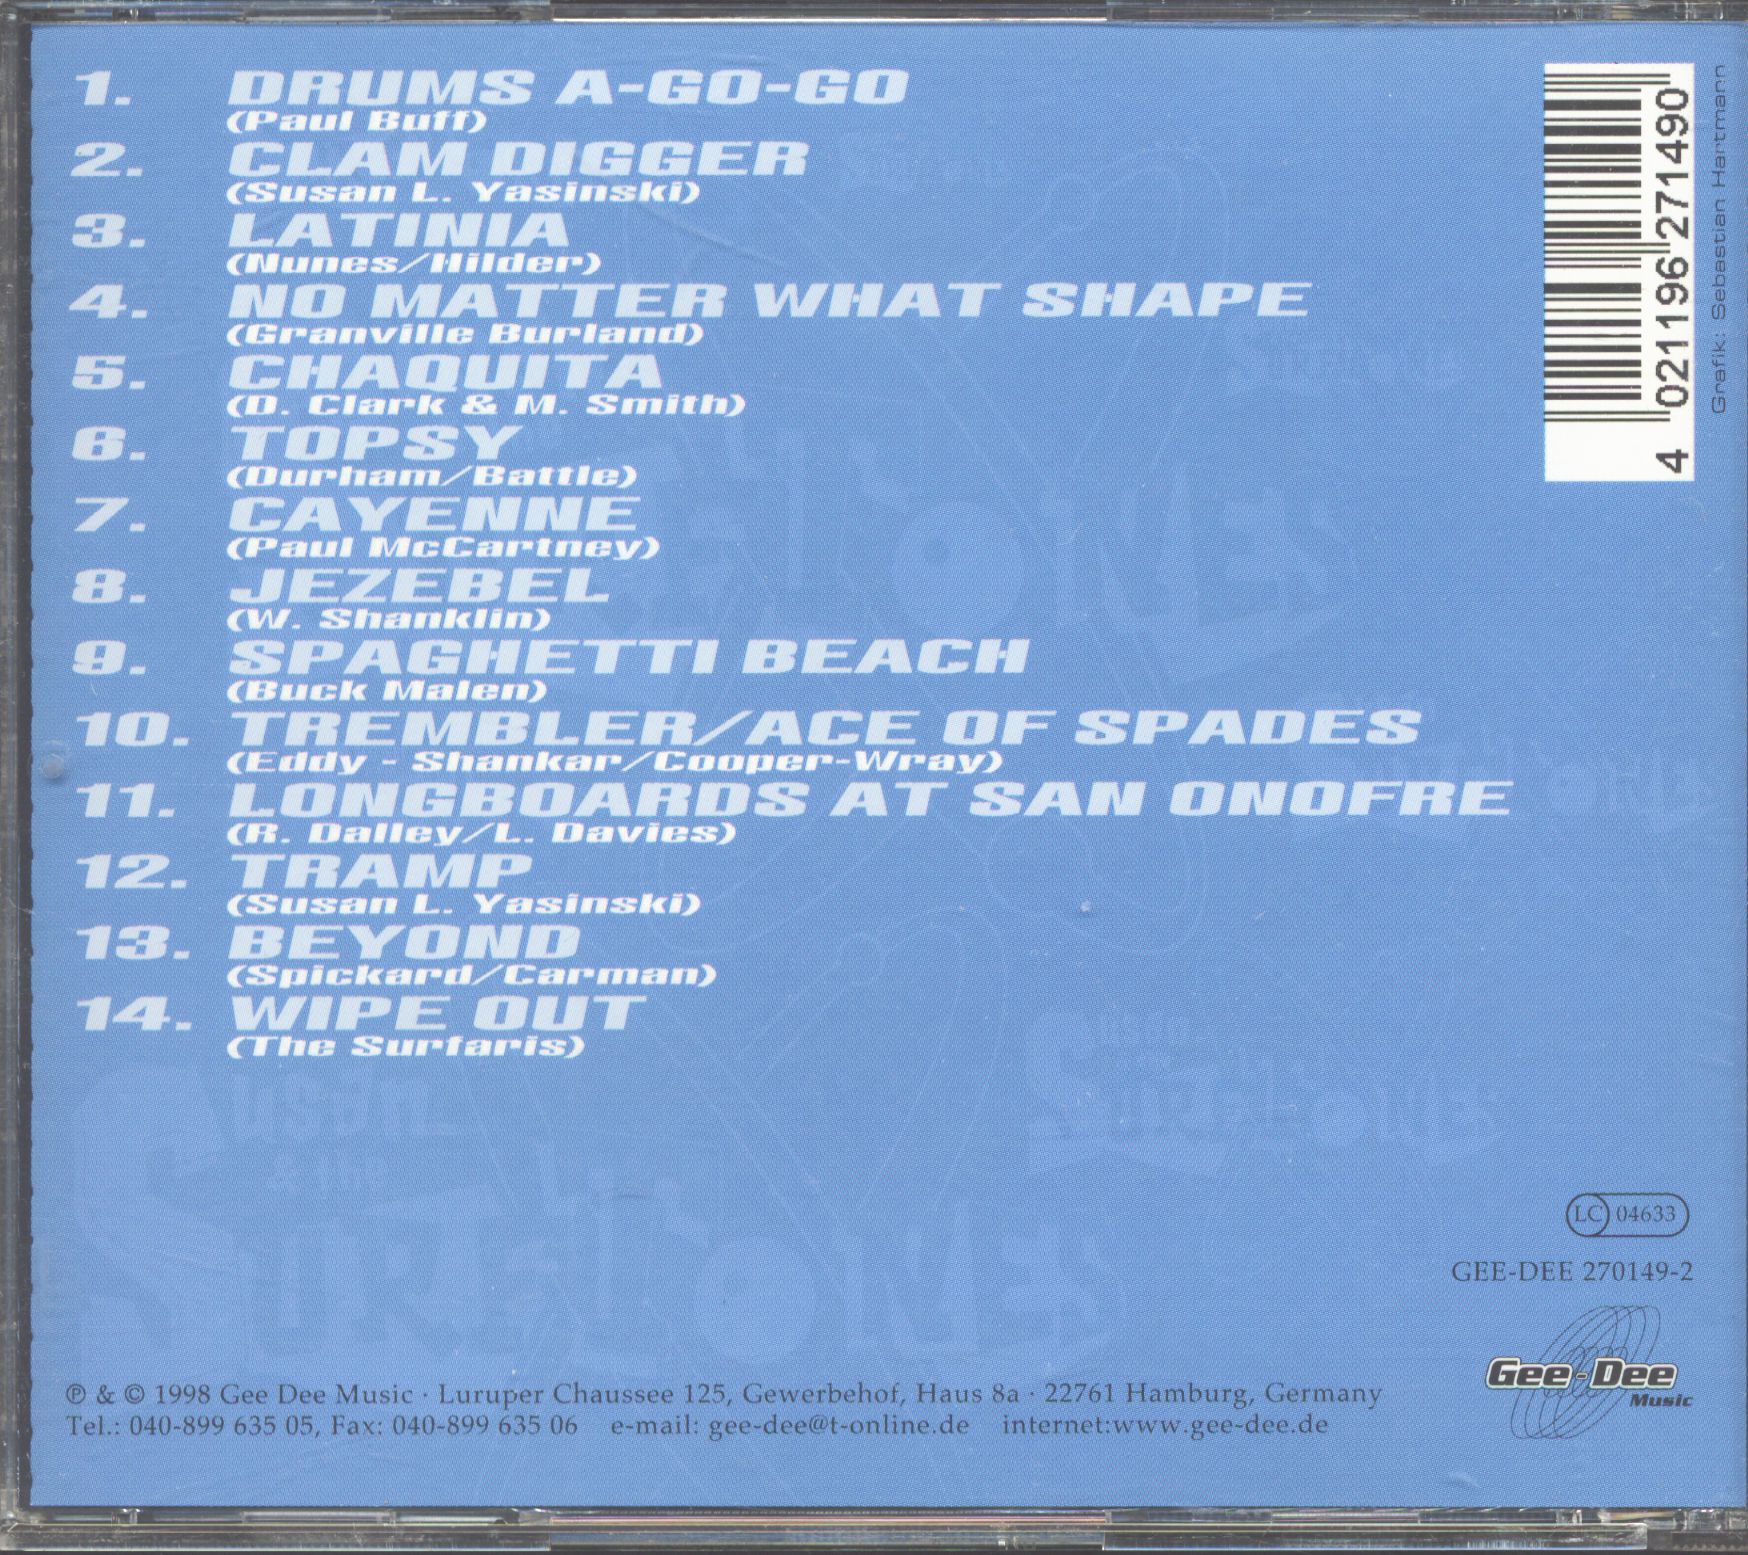 1. DRUMS A-GO-GO
(Paul Buff)
2. CLAM DIGGER
(Susan L. Yasinski)
3. LATINIA
(Nunes/Hilder)
4. NO MATTER WHAT SHAPE
(Granville Burland)
5. CHAQUITA
(D. Clark & M. Smith)
6. TOPSY
(Durham/Battle)
7. CAYENNE
(Paul McCartney)
8. JEZEBEL
(W. Shanklin)
9. SPAGHETTI BEACH
(Buck Malen)
10. TREMBLER/ACE OF SPADES
(Eddy - Shankar/Cooper-Wray)
11. LONGBOARDS AT SAN ONOFRE
(R. Dalley/L. Davies)
12. TRAMP
(Susan L. Yasinski)
13. BEYOND
(Spickard/Carman)
14. WIPE OUT
(The Surfaris)
4 021196 271490
Grafik: Sebastian Hartmann
Susan
& the
SURFTONES
LC 04633
GEE-DEE 270149-2
Gee-Dee
Music
℗ & © 1998 Gee Dee Music · Luruper Chaussee 125, Gewerbehof, Haus 8a · 22761 Hamburg, Germany
Tel.: 040-899 635 05, Fax: 040-899 635 06 e-mail: gee-dee@t-online.de internet:www.gee-dee.de